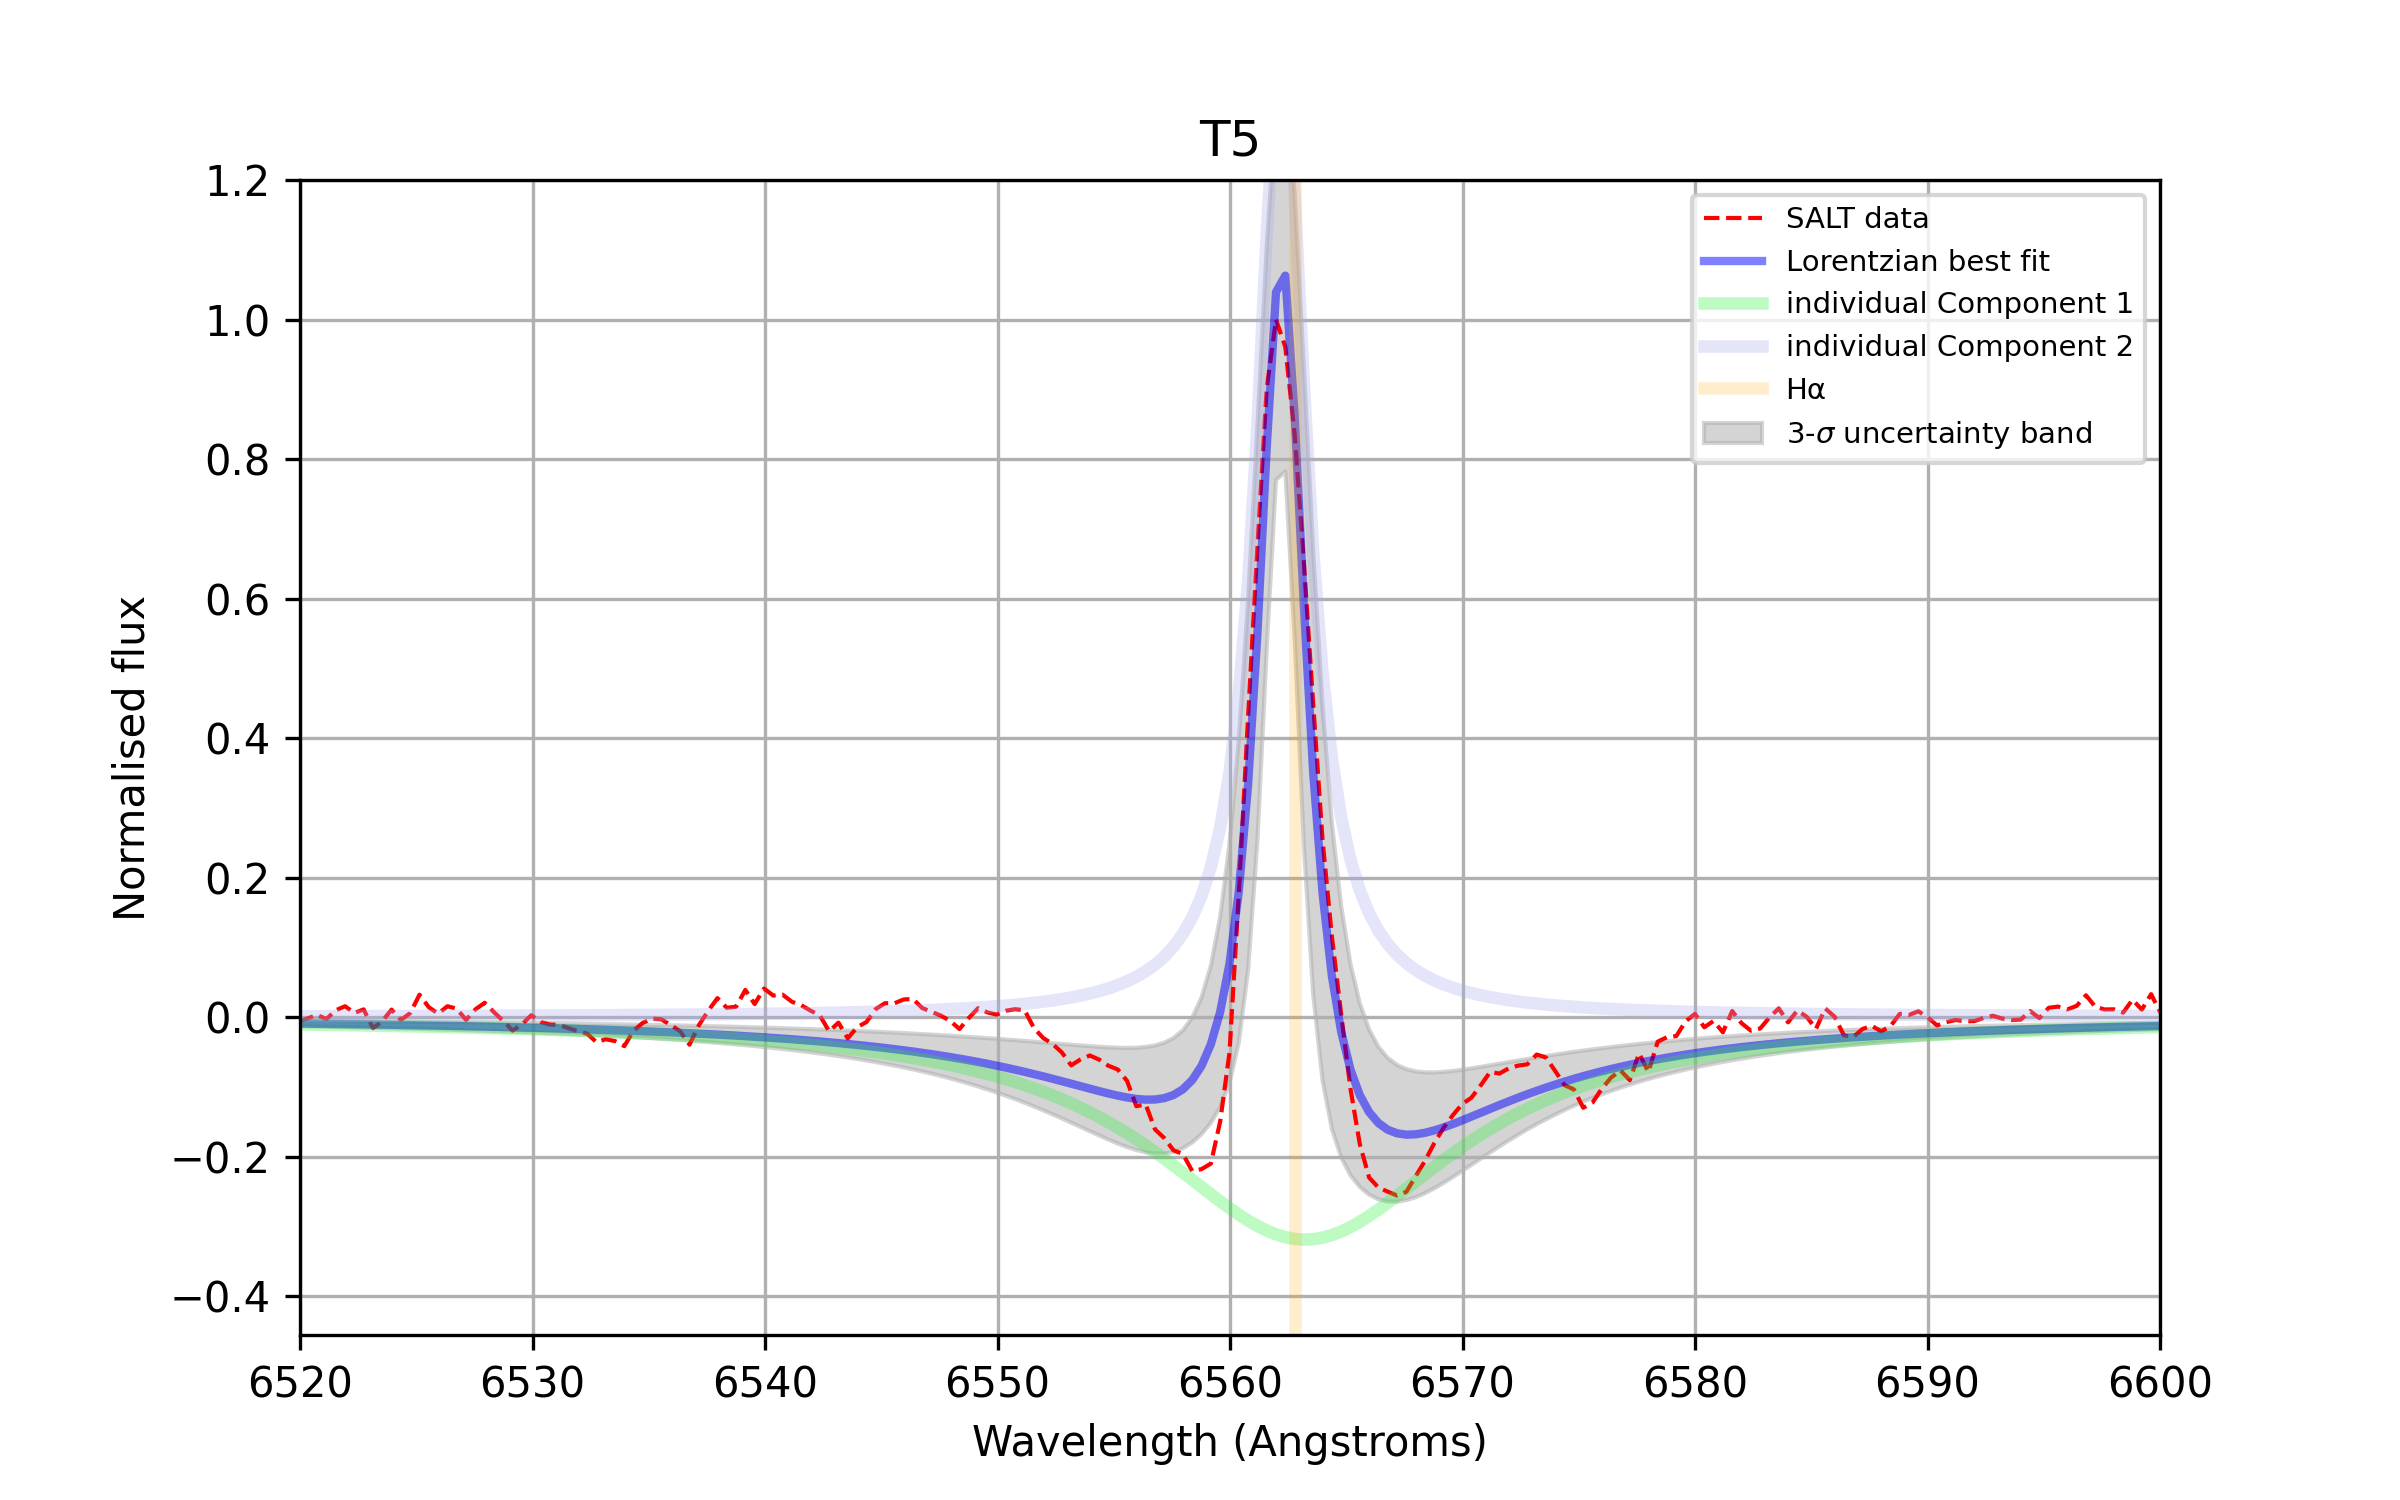 T5
1.2
1.0
0.8
0.6
0.4
0.2
0.0
−0.2
−0.4
Normalised flux
SALT data
Lorentzian best fit
individual Component 1
individual Component 2
Hα
3-σ uncertainty band
6520 6530 6540 6550 6560 6570 6580 6590 6600
Wavelength (Angstroms)